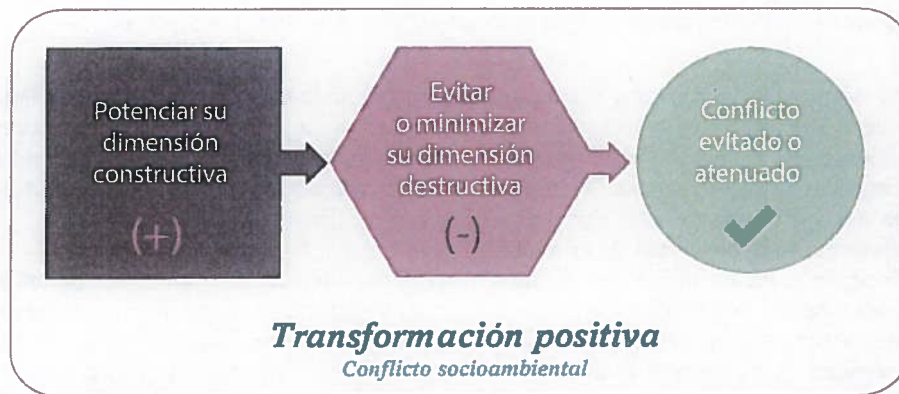 Potenciar su
dimensión
constructiva
(+)
Evitar
o minimizar
su dimensión
destructiva
(-)
Conflicto
evitado o
atenuado
Transformación positiva
Conflicto socioambiental